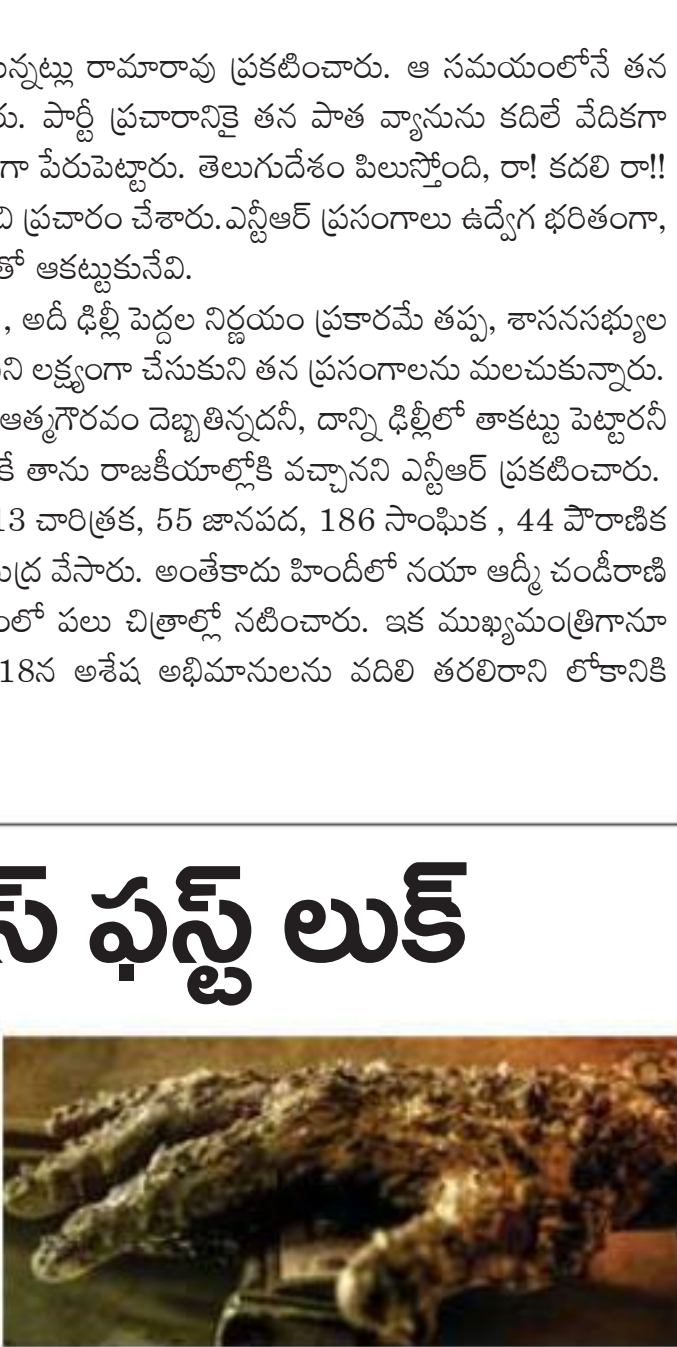 న్నట్లు రామారావు ప్రకటించారు. ఆ సమయంలోనే తన
రు. పార్టీ ప్రచారానికై తన పాత వ్యానును కదిలే వేదికగా
గా పేరుపెట్టారు. తెలుగుదేశం పిలుస్తోంది, రా! కదలి రా!!
ప్రచారం చేశారు.ఎన్టీఆర్ ప్రసంగాలు ఉద్వేగ భరితంగా,
తో ఆకట్టుకునేవి.
, అదీ ఢిల్లీ పెద్దల నిర్ణయం ప్రకారమే తప్ప, శాసనసభ్యుల
ని లక్ష్యంగా చేసుకుని తన ప్రసంగాలను మలచుకున్నారు.
ఆత్మగౌరవం దెబ్బతిన్నదనీ, దాన్ని ఢిల్లీలో తాకట్టు పెట్టారనీ
కే తాను రాజకీయాల్లోకి వచ్చానని ఎన్టీఆర్ ప్రకటించారు.
13 చారిత్రక, 55 జానపద, 186 సాంఘిక , 44 పౌరాణిక
ముద్ర వేసారు. అంతేకాదు హిందీలో నయా ఆద్మీ చండీరాణి
లో పలు చిత్రాల్లో నటించారు. ఇక ముఖ్యమంత్రిగానూ
18న అశేష అభిమానులను వదిలి తరలిరాని లోకానికి
స్ ఫస్ట్ లుక్